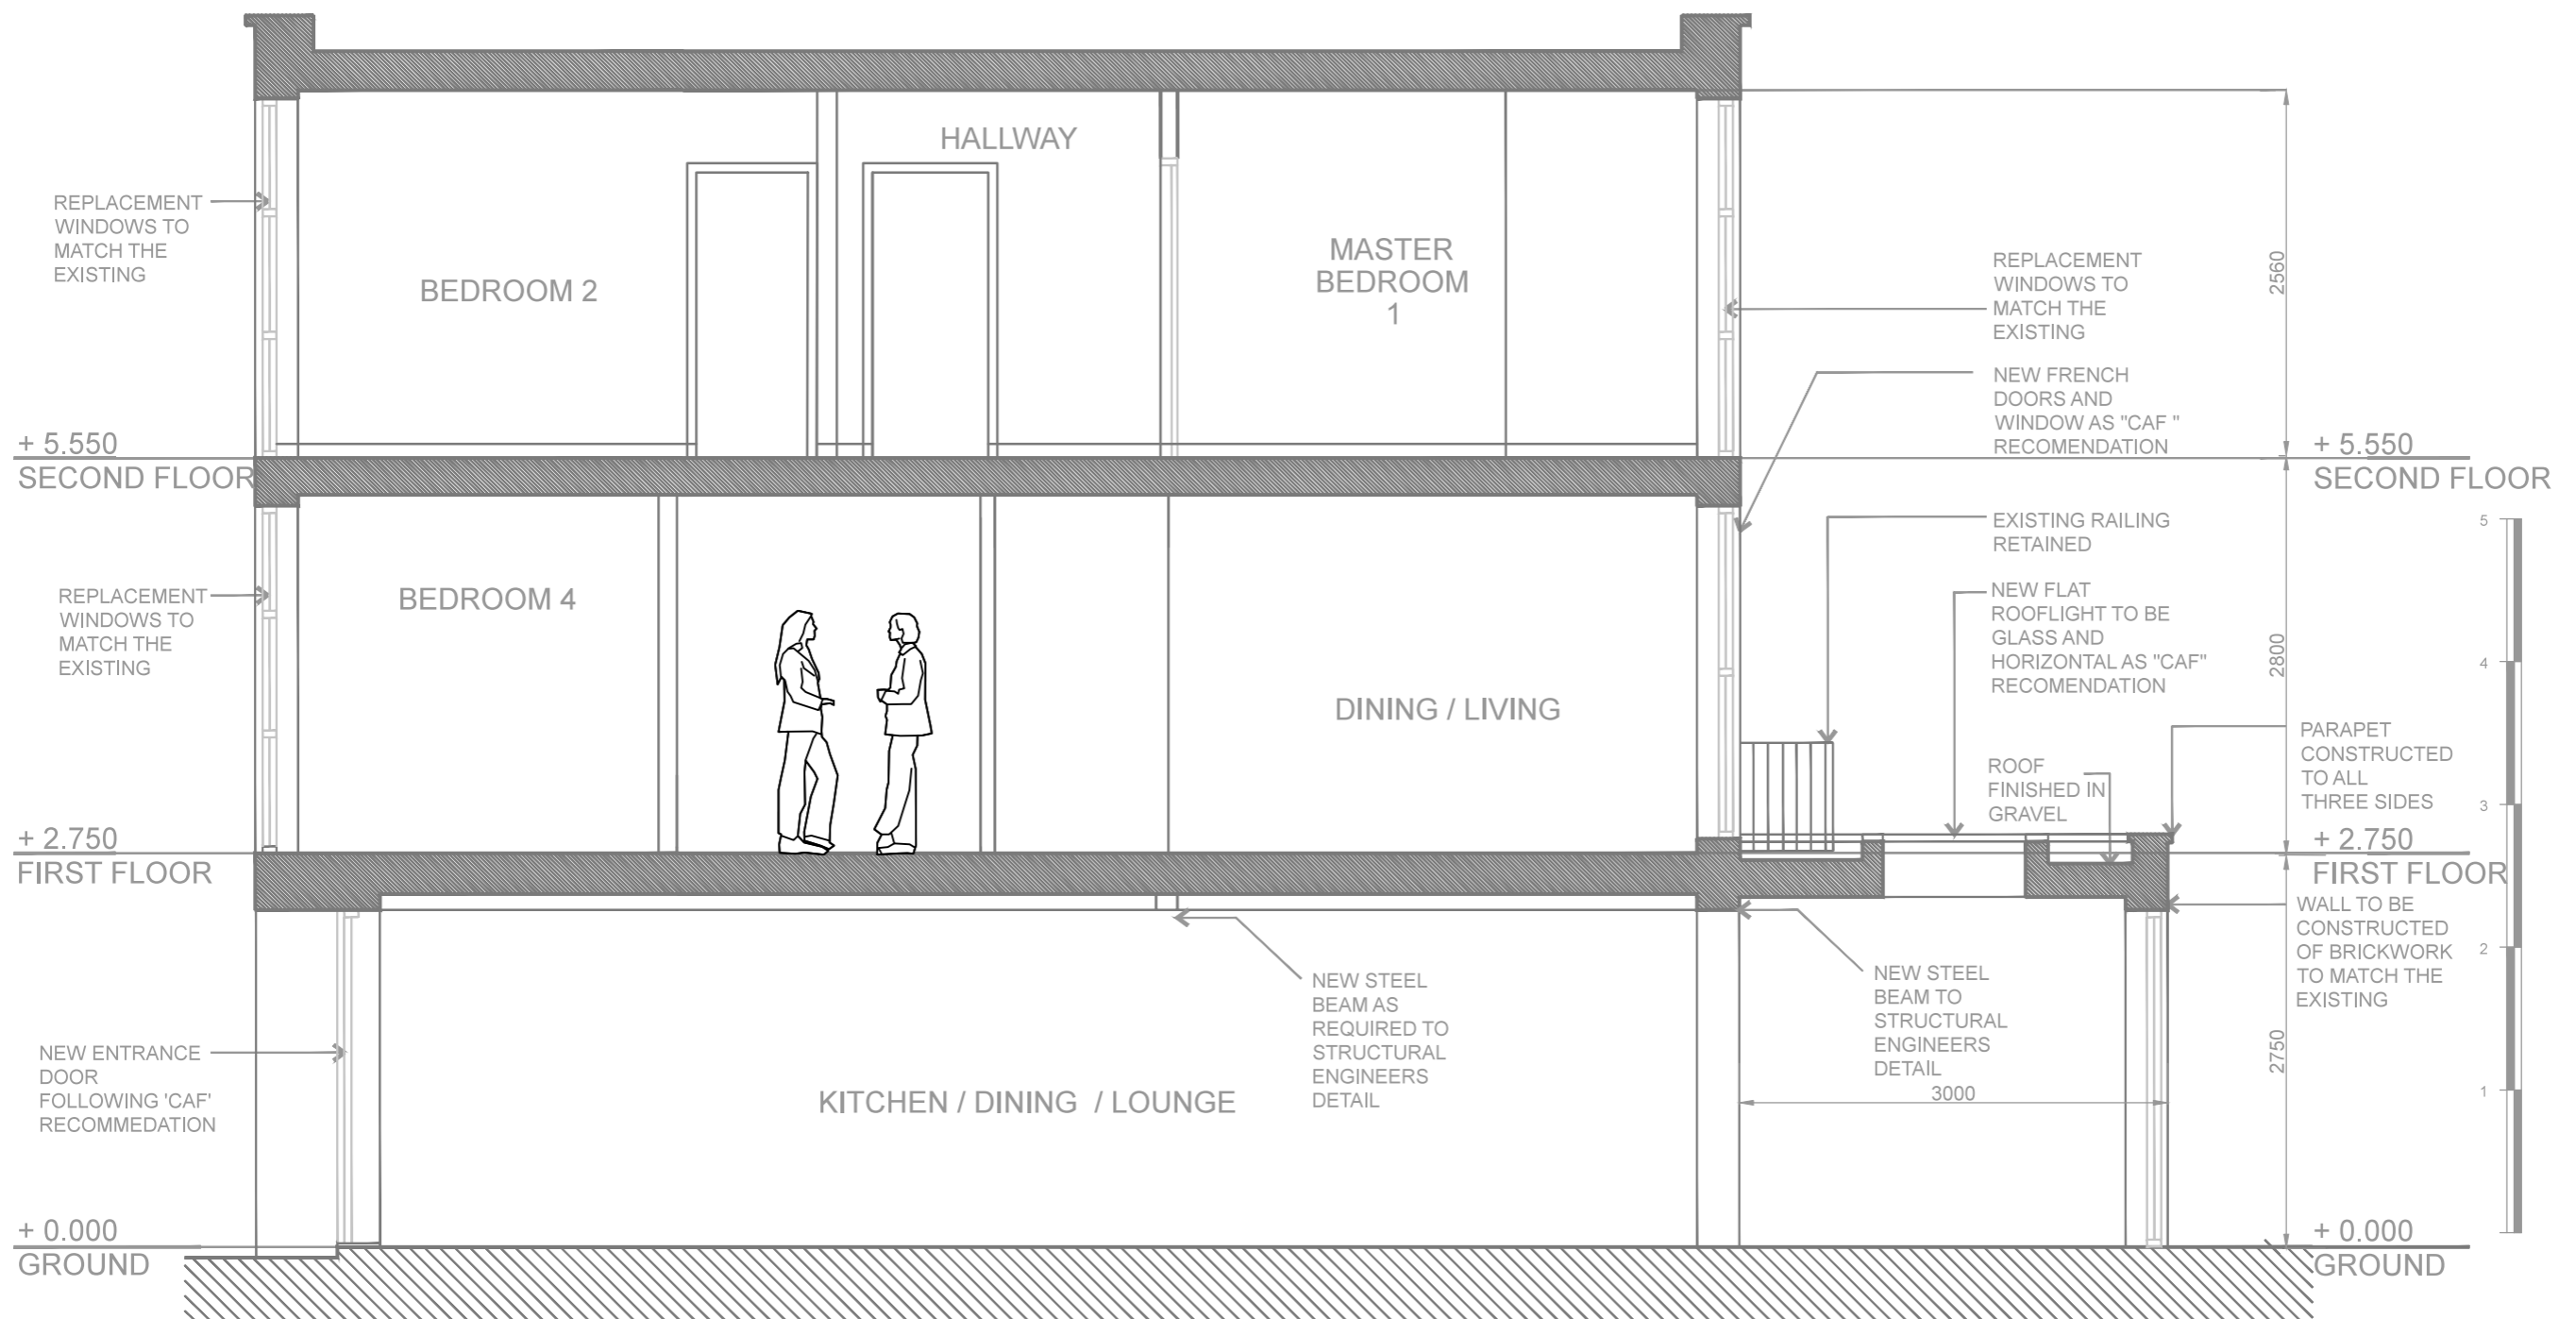 HALLWAY
REPLACEMENT
WINDOWS TO
MATCH THE
EXISTING
BEDROOM 2
MASTER
BEDROOM
1
REPLACEMENT
WINDOWS TO
MATCH THE
EXISTING
2560
NEW FRENCH
DOORS AND
WINDOW AS "CAF "
RECOMENDATION
+ 5.550
SECOND FLOOR
+ 5.550
SECOND FLOOR
EXISTING RAILING
RETAINED
REPLACEMENT
WINDOWS TO
MATCH THE
EXISTING
BEDROOM 4
NEW FLAT
ROOFLIGHT TO BE
GLASS AND
HORIZONTAL AS "CAF"
RECOMENDATION
2800
DINING / LIVING
PARAPET
CONSTRUCTED
TO ALL
THREE SIDES
ROOF
FINISHED IN
GRAVEL
+ 2.750
FIRST FLOOR
+ 2.750
FIRST FLOOR
WALL TO BE
CONSTRUCTED
OF BRICKWORK
TO MATCH THE
EXISTING
NEW STEEL
BEAM AS
REQUIRED TO
STRUCTURAL
ENGINEERS
DETAIL
NEW STEEL
BEAM TO
STRUCTURAL
ENGINEERS
DETAIL
3000
2750
NEW ENTRANCE
DOOR
FOLLOWING 'CAF'
RECOMMEDATION
KITCHEN / DINING / LOUNGE
+ 0.000
GROUND
+ 0.000
GROUND
5
4
3
2
1